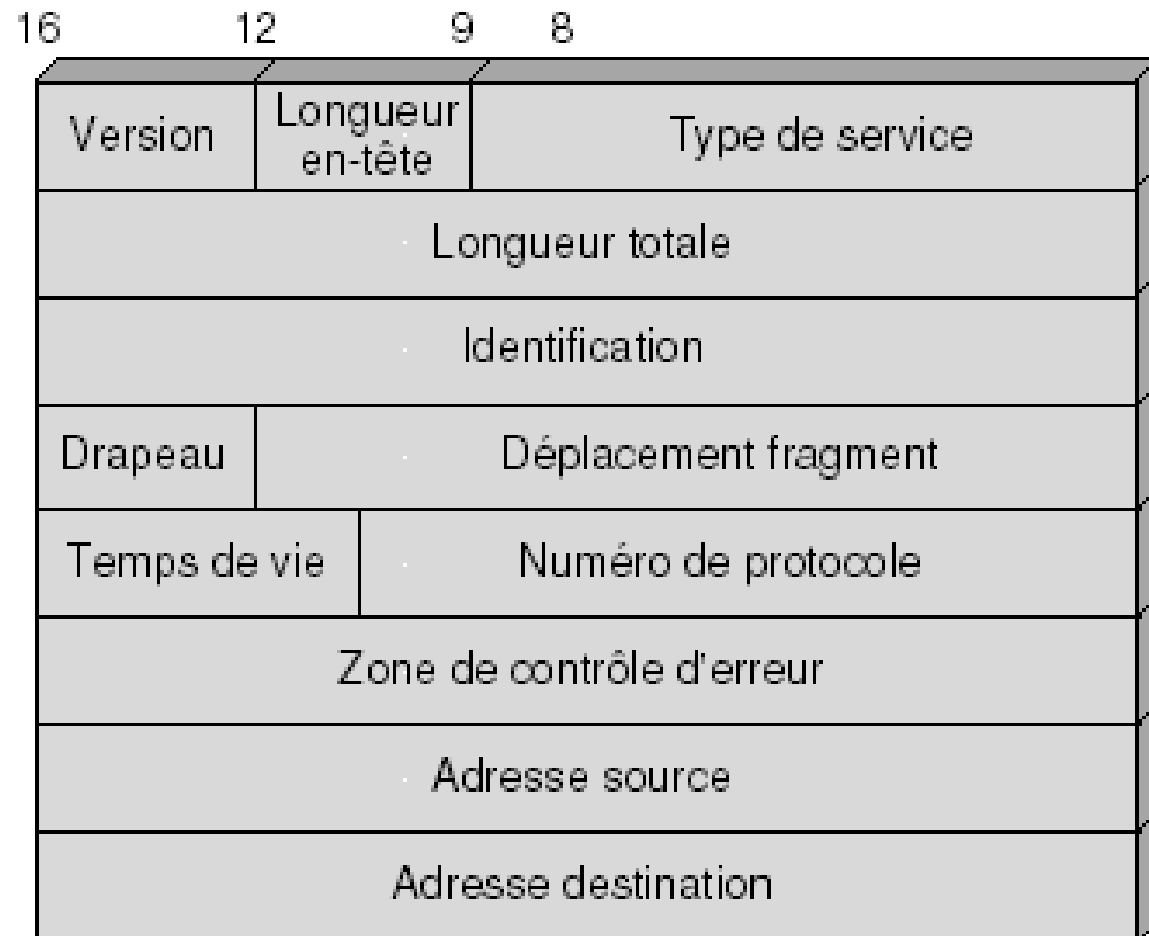 16 12 9 8
Version
Longueur
en-tête
Type de service
Longueur totale
Identification
Drapeau
Déplacement fragment
Temps de vie
Numéro de protocole
Zone de contrôle d'erreur
Adresse source
Adresse destination